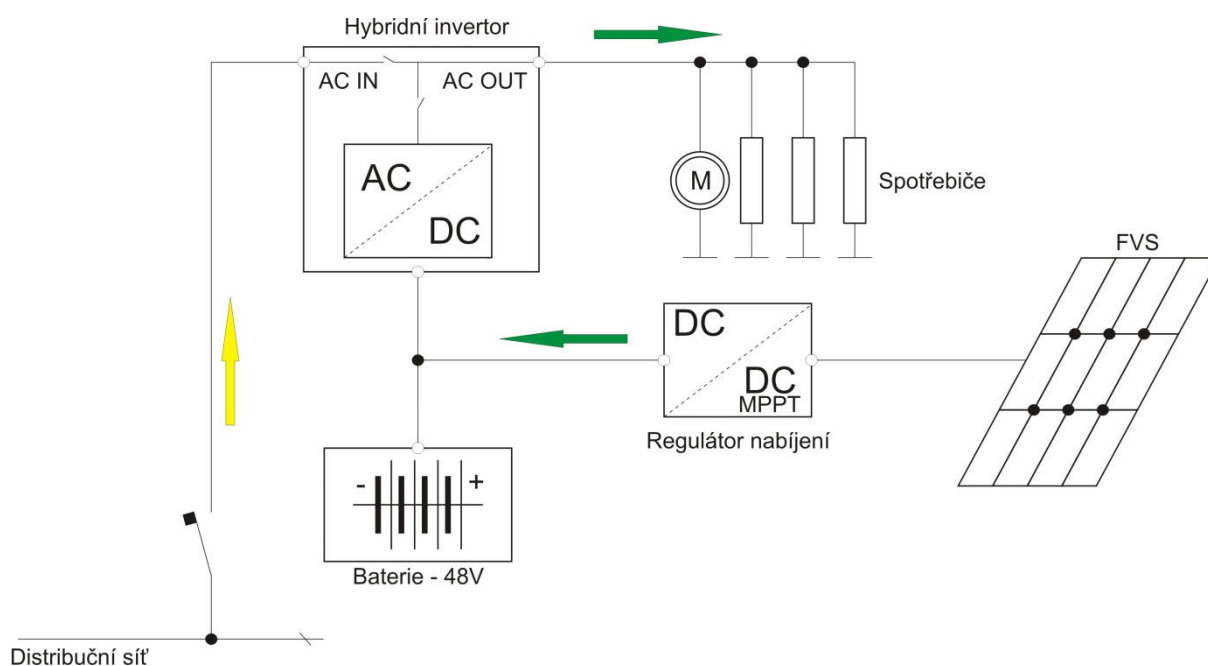 Hybridní invertor
AC IN
AC OUT
AC
DC
M
Spotřebiče
FVS
DC
DC
MPPT
Regulátor nabíjení
- +
Baterie - 48V
Distribuční síť